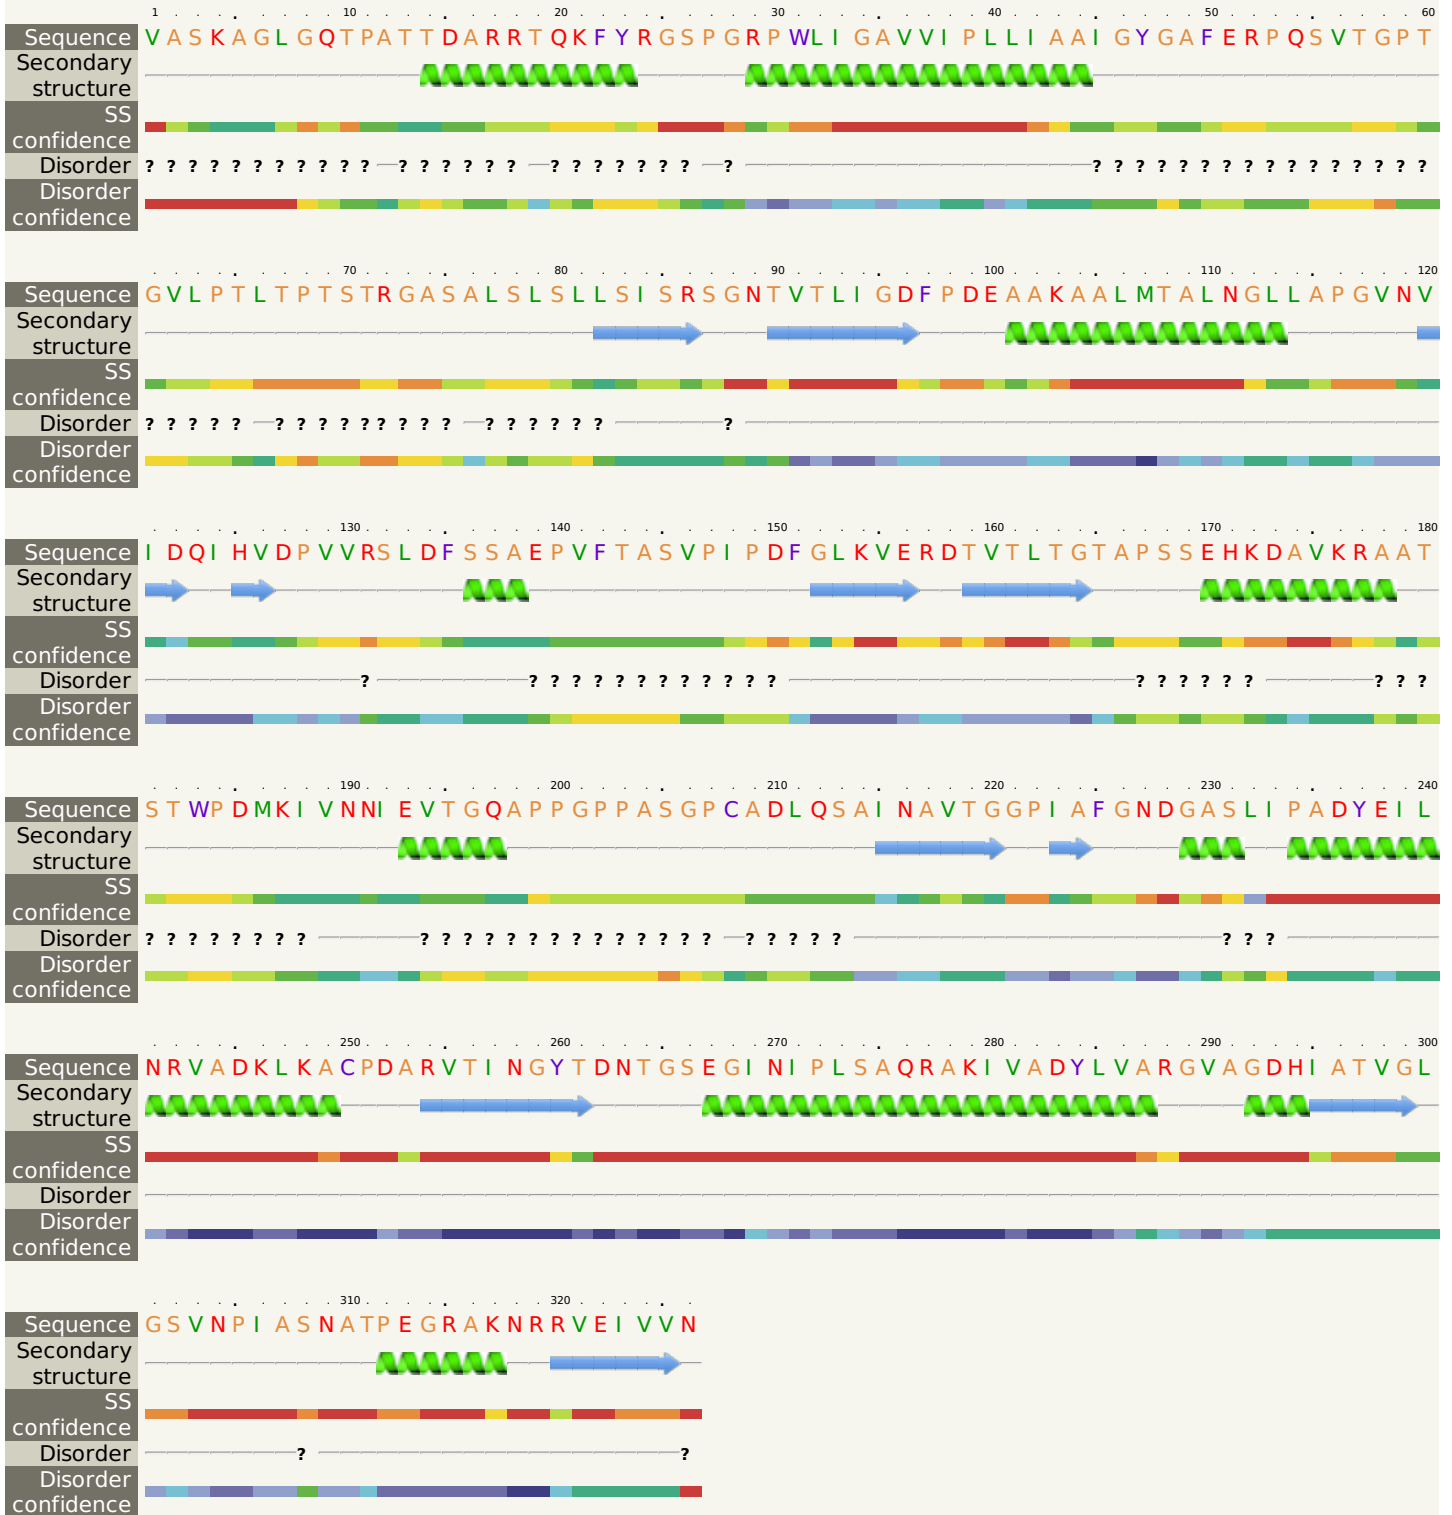 1 10 20 30 40 50 60
Sequence VASKAGLGQTPATTDARRTQKFYRGSPGRPWLIGAVVIPLLIAAIGYGAFERPQSVTGPT
Secondary
structure
SS
confidence
Disorder ? ? ? ? ? ? ? ? ? ? ? ? ? ? ? ? ? ? ? ? ? ? ? ? ? ? ? ? ? ? ? ? ? ? ? ? ? ? ? ? ?
Disorder
confidence
70 80 90 100 110 120
Sequence GVLPTLTPTSTRGASALSLSLLSISRSGNTVTLIGDFPDEAAKAALMTALNGLLAPGVNV
Secondary
structure
SS
confidence
Disorder ? ? ? ? ? ? ? ? ? ? ? ? ? ? ? ? ? ? ? ? ?
Disorder
confidence
130 140 150 160 170 180
Sequence IDQIHVDPVVRSLDFSSAEPVFTASVPIPDFGLKVERDTVTLTGTAPSSEHKDAVKRAAT
Secondary
structure
SS
confidence
Disorder ? ? ? ? ? ? ? ? ? ? ? ? ? ? ? ? ? ? ? ? ? ?
Disorder
confidence
190 200 210 220 230 240
Sequence STWPDMKIVNNIEVTGQAPPGPPASGPCADLQSAINAVTGGPIAFGNDGASLIPADYEIL
Secondary
structure
SS
confidence
Disorder ? ? ? ? ? ? ? ? ? ? ? ? ? ? ? ? ? ? ? ? ? ? ? ? ? ? ? ? ? ?
Disorder
confidence
250 260 270 280 290 300
Sequence NRVADKLKACPDARVTINGYTDNTGSEGINIPLSAQRAKIVADYLVARGVAGDHIATVGL
Secondary
structure
SS
confidence
Disorder
Disorder
confidence
310 320
Sequence GSVNPIASNATPEGRAKNRRVEIVVN
Secondary
structure
SS
confidence
Disorder ? ?
Disorder
confidence